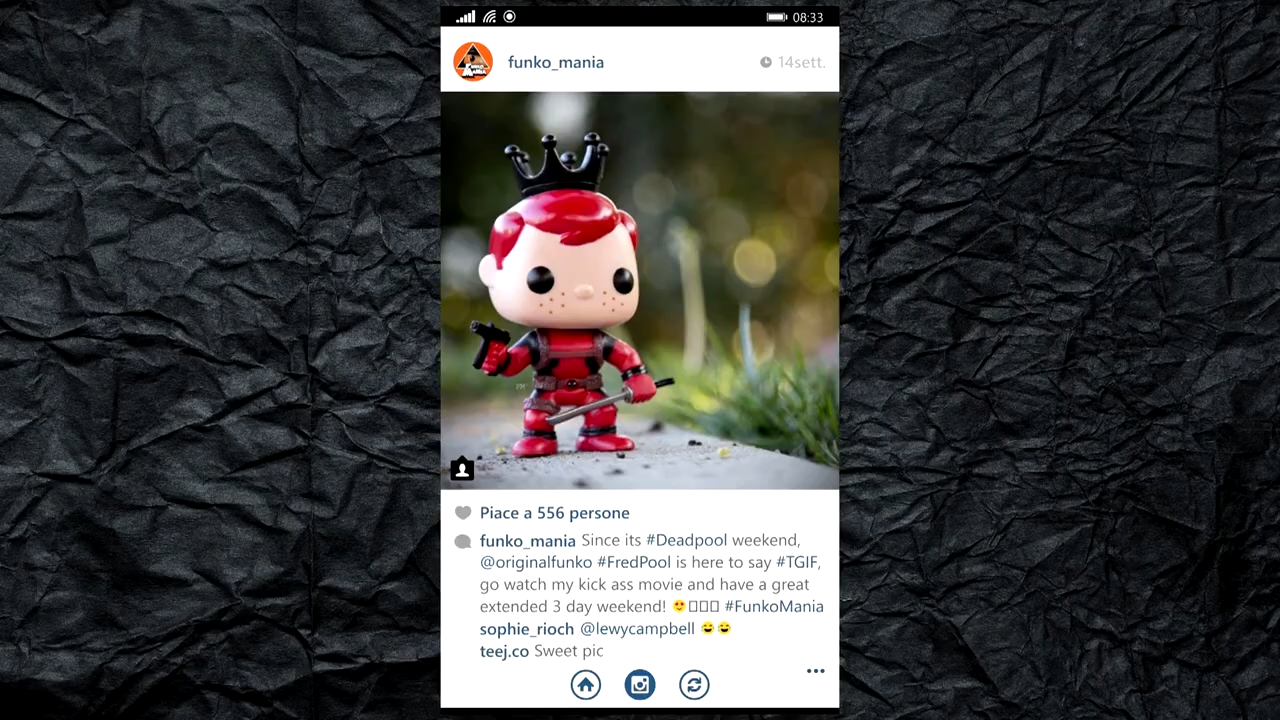 08:33
funko_mania
14sett.
Piace a 556 persone
funko_mania Since its #Deadpool weekend,
@originalfunko #FredPool is here to say #TGIF,
go watch my kick ass movie and have a great
extended 3 day weekend! 😍□□□ #FunkoMania
sophie_rioch @lewycampbell 😂😂
teej.co Sweet pic